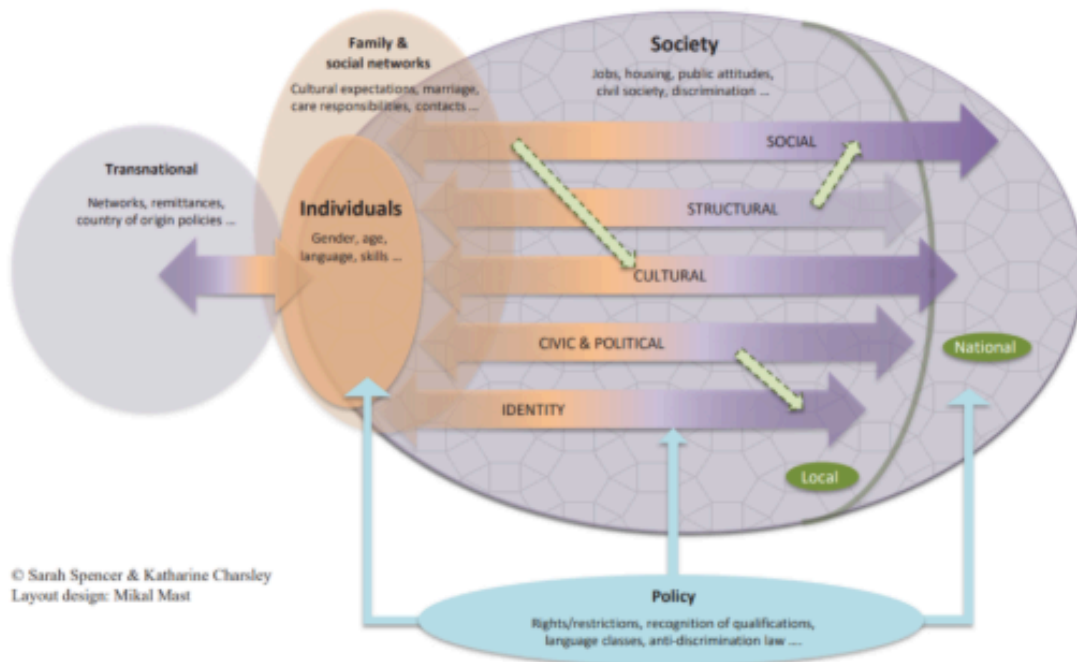 Family &
social networks
Cultural expectations, marriage,
care responsibilities, contacts ...
Society
Jobs, housing, public attitudes,
civil society, discrimination ...
Transnational
Networks, remittances,
country of origin policies ...
Individuals
Gender, age,
language, skills ...
SOCIAL
STRUCTURAL
CULTURAL
CIVIC & POLITICAL
IDENTITY
National
Local
Policy
Rights/restrictions, recognition of qualifications,
language classes, anti-discrimination law ....
© Sarah Spencer & Katharine Charsley
Layout design: Mikal Mast